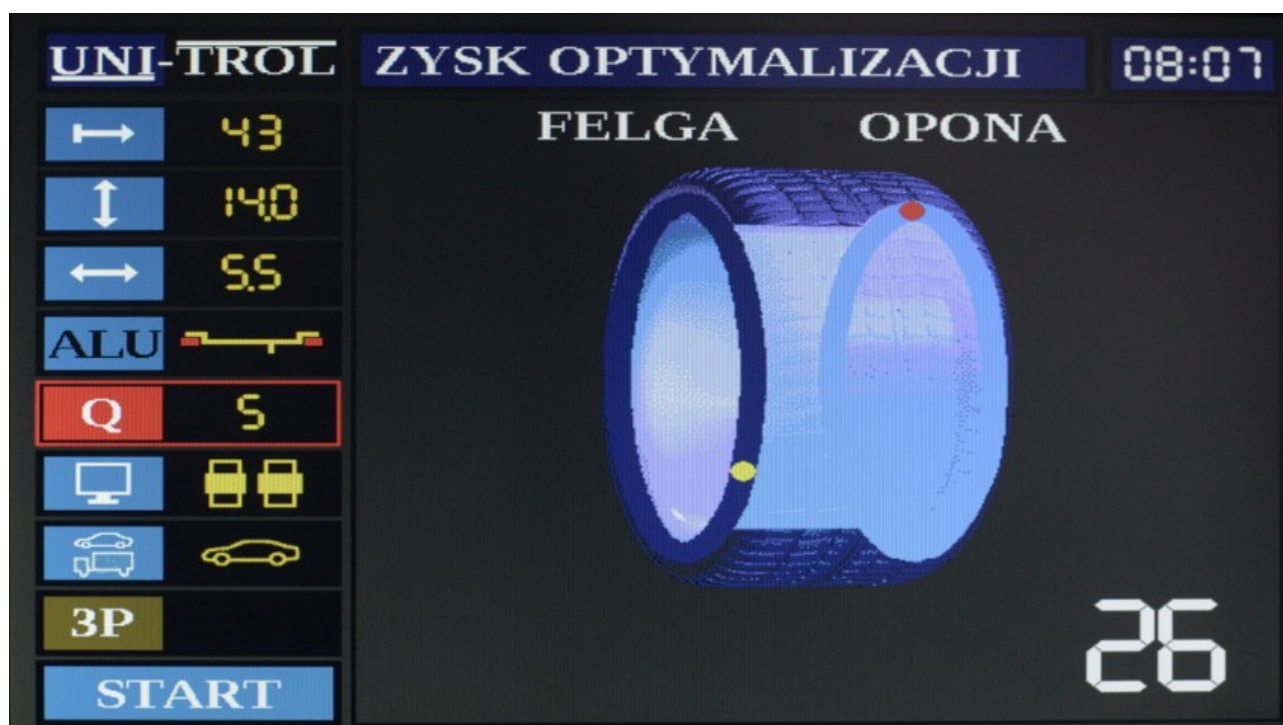 UNI-TROL
ZYSK OPTYMALIZACJI
08:07
43
14.0
5.5
ALU
Q
5
3P
START
FELGA
OPONA
26